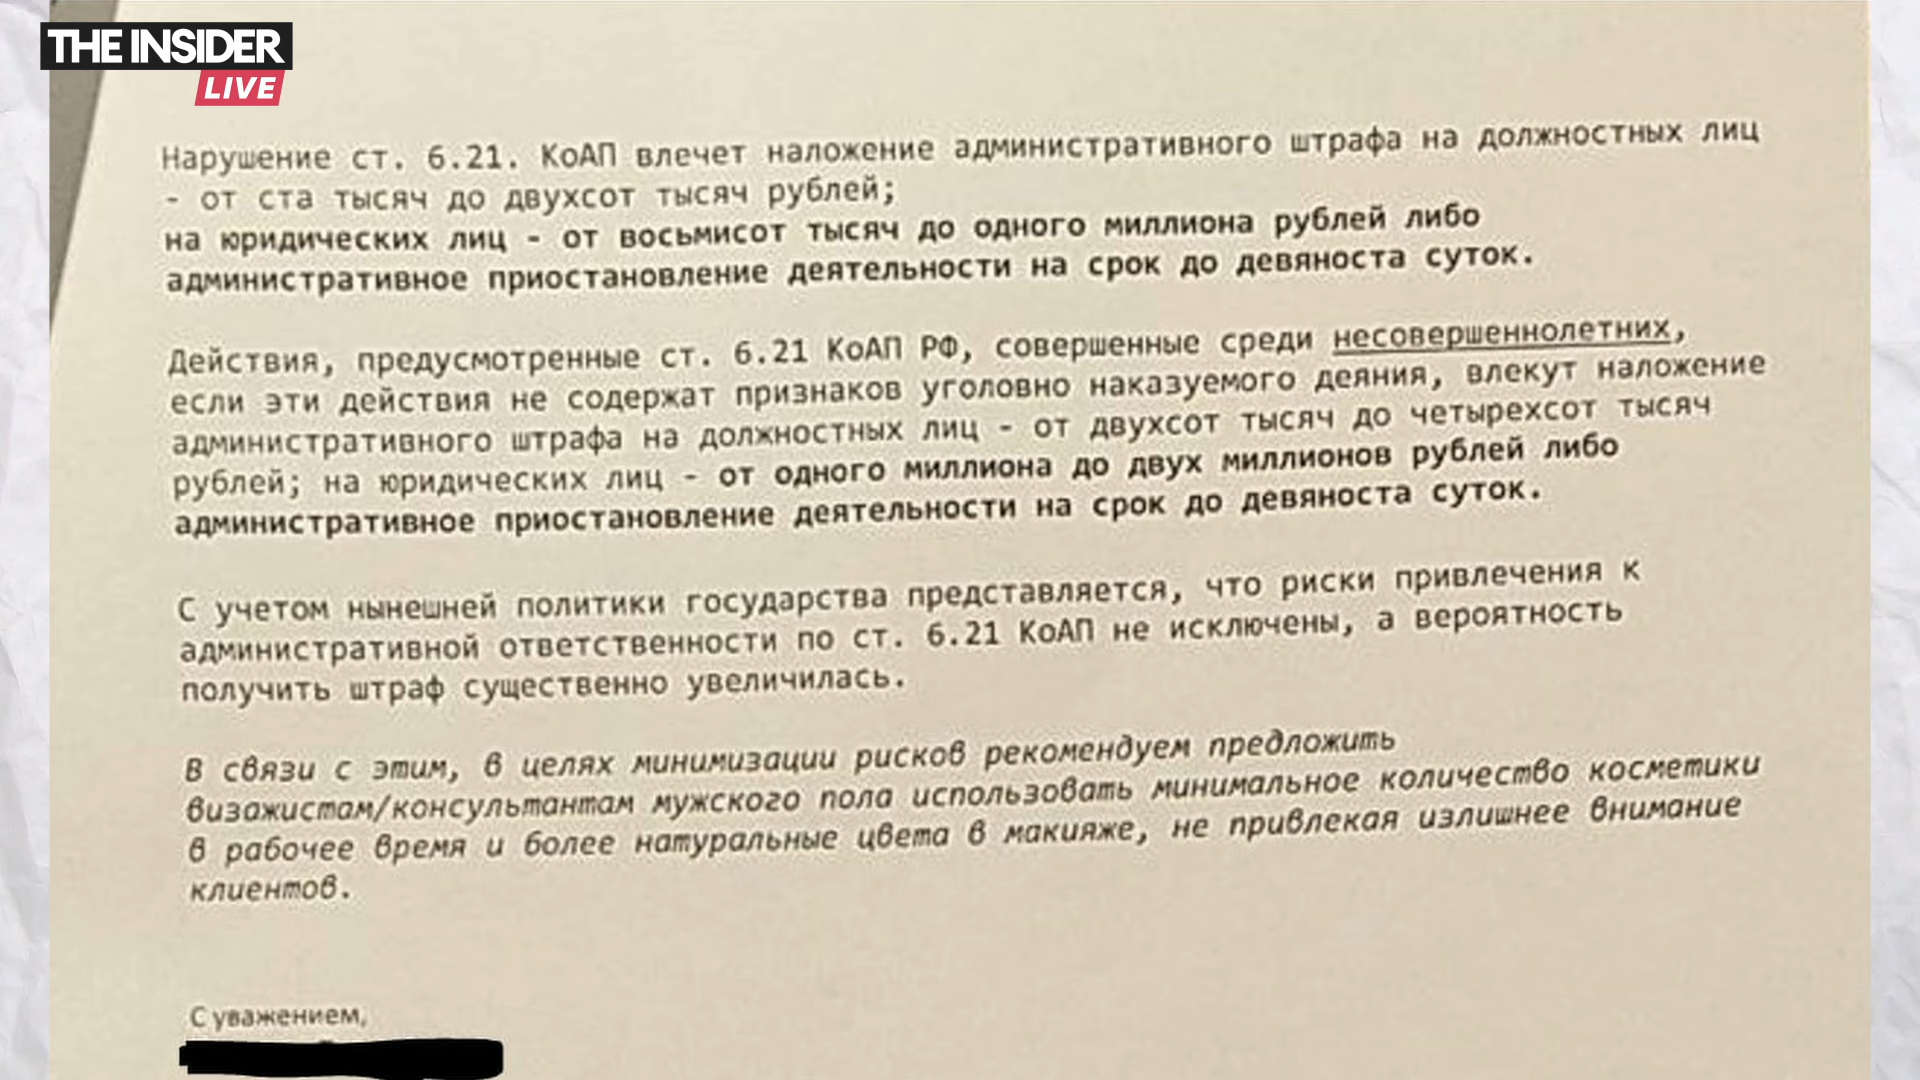 THE INSIDER
LIVE
Нарушение ст. 6.21. КоАП влечет наложение административного штрафа на должностных лиц
- от ста тысяч до двухсот тысяч рублей;
на юридических лиц - от восьмисот тысяч до одного миллиона рублей либо
административное приостановление деятельности на срок до девяноста суток.
Действия, предусмотренные ст. 6.21 КоАП РФ, совершенные среди несовершеннолетних,
если эти действия не содержат признаков уголовно наказуемого деяния, влекут наложение
административного штрафа на должностных лиц - от двухсот тысяч до четырехсот тысяч
рублей; на юридических лиц - от одного миллиона до двух миллионов рублей либо
административное приостановление деятельности на срок до девяноста суток.
С учетом нынешней политики государства представляется, что риски привлечения к
административной ответственности по ст. 6.21 КоАП не исключены, а вероятность
получить штраф существенно увеличилась.
В связи с этим, в целях минимизации рисков рекомендуем предложить
визажистам/консультантам мужского пола использовать минимальное количество косметики
в рабочее время и более натуральные цвета в макияже, не привлекая излишнее внимание
клиентов.
С уважением,